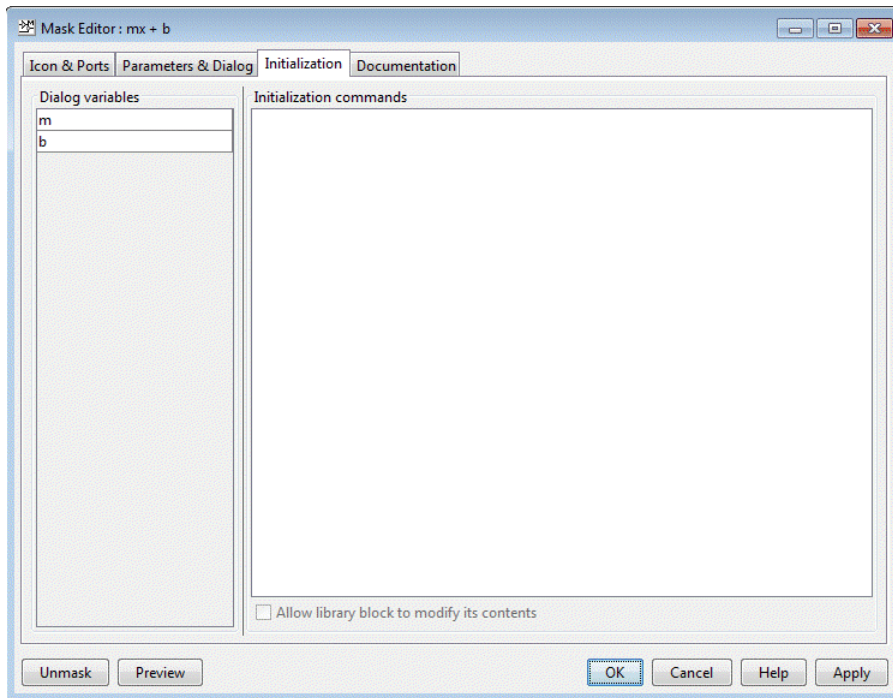 Mask Editor : mx + b
Icon & Ports Parameters & Dialog Initialization Documentation
Dialog variables
m
b
Initialization commands
Allow library block to modify its contents
Unmask Preview OK Cancel Help Apply